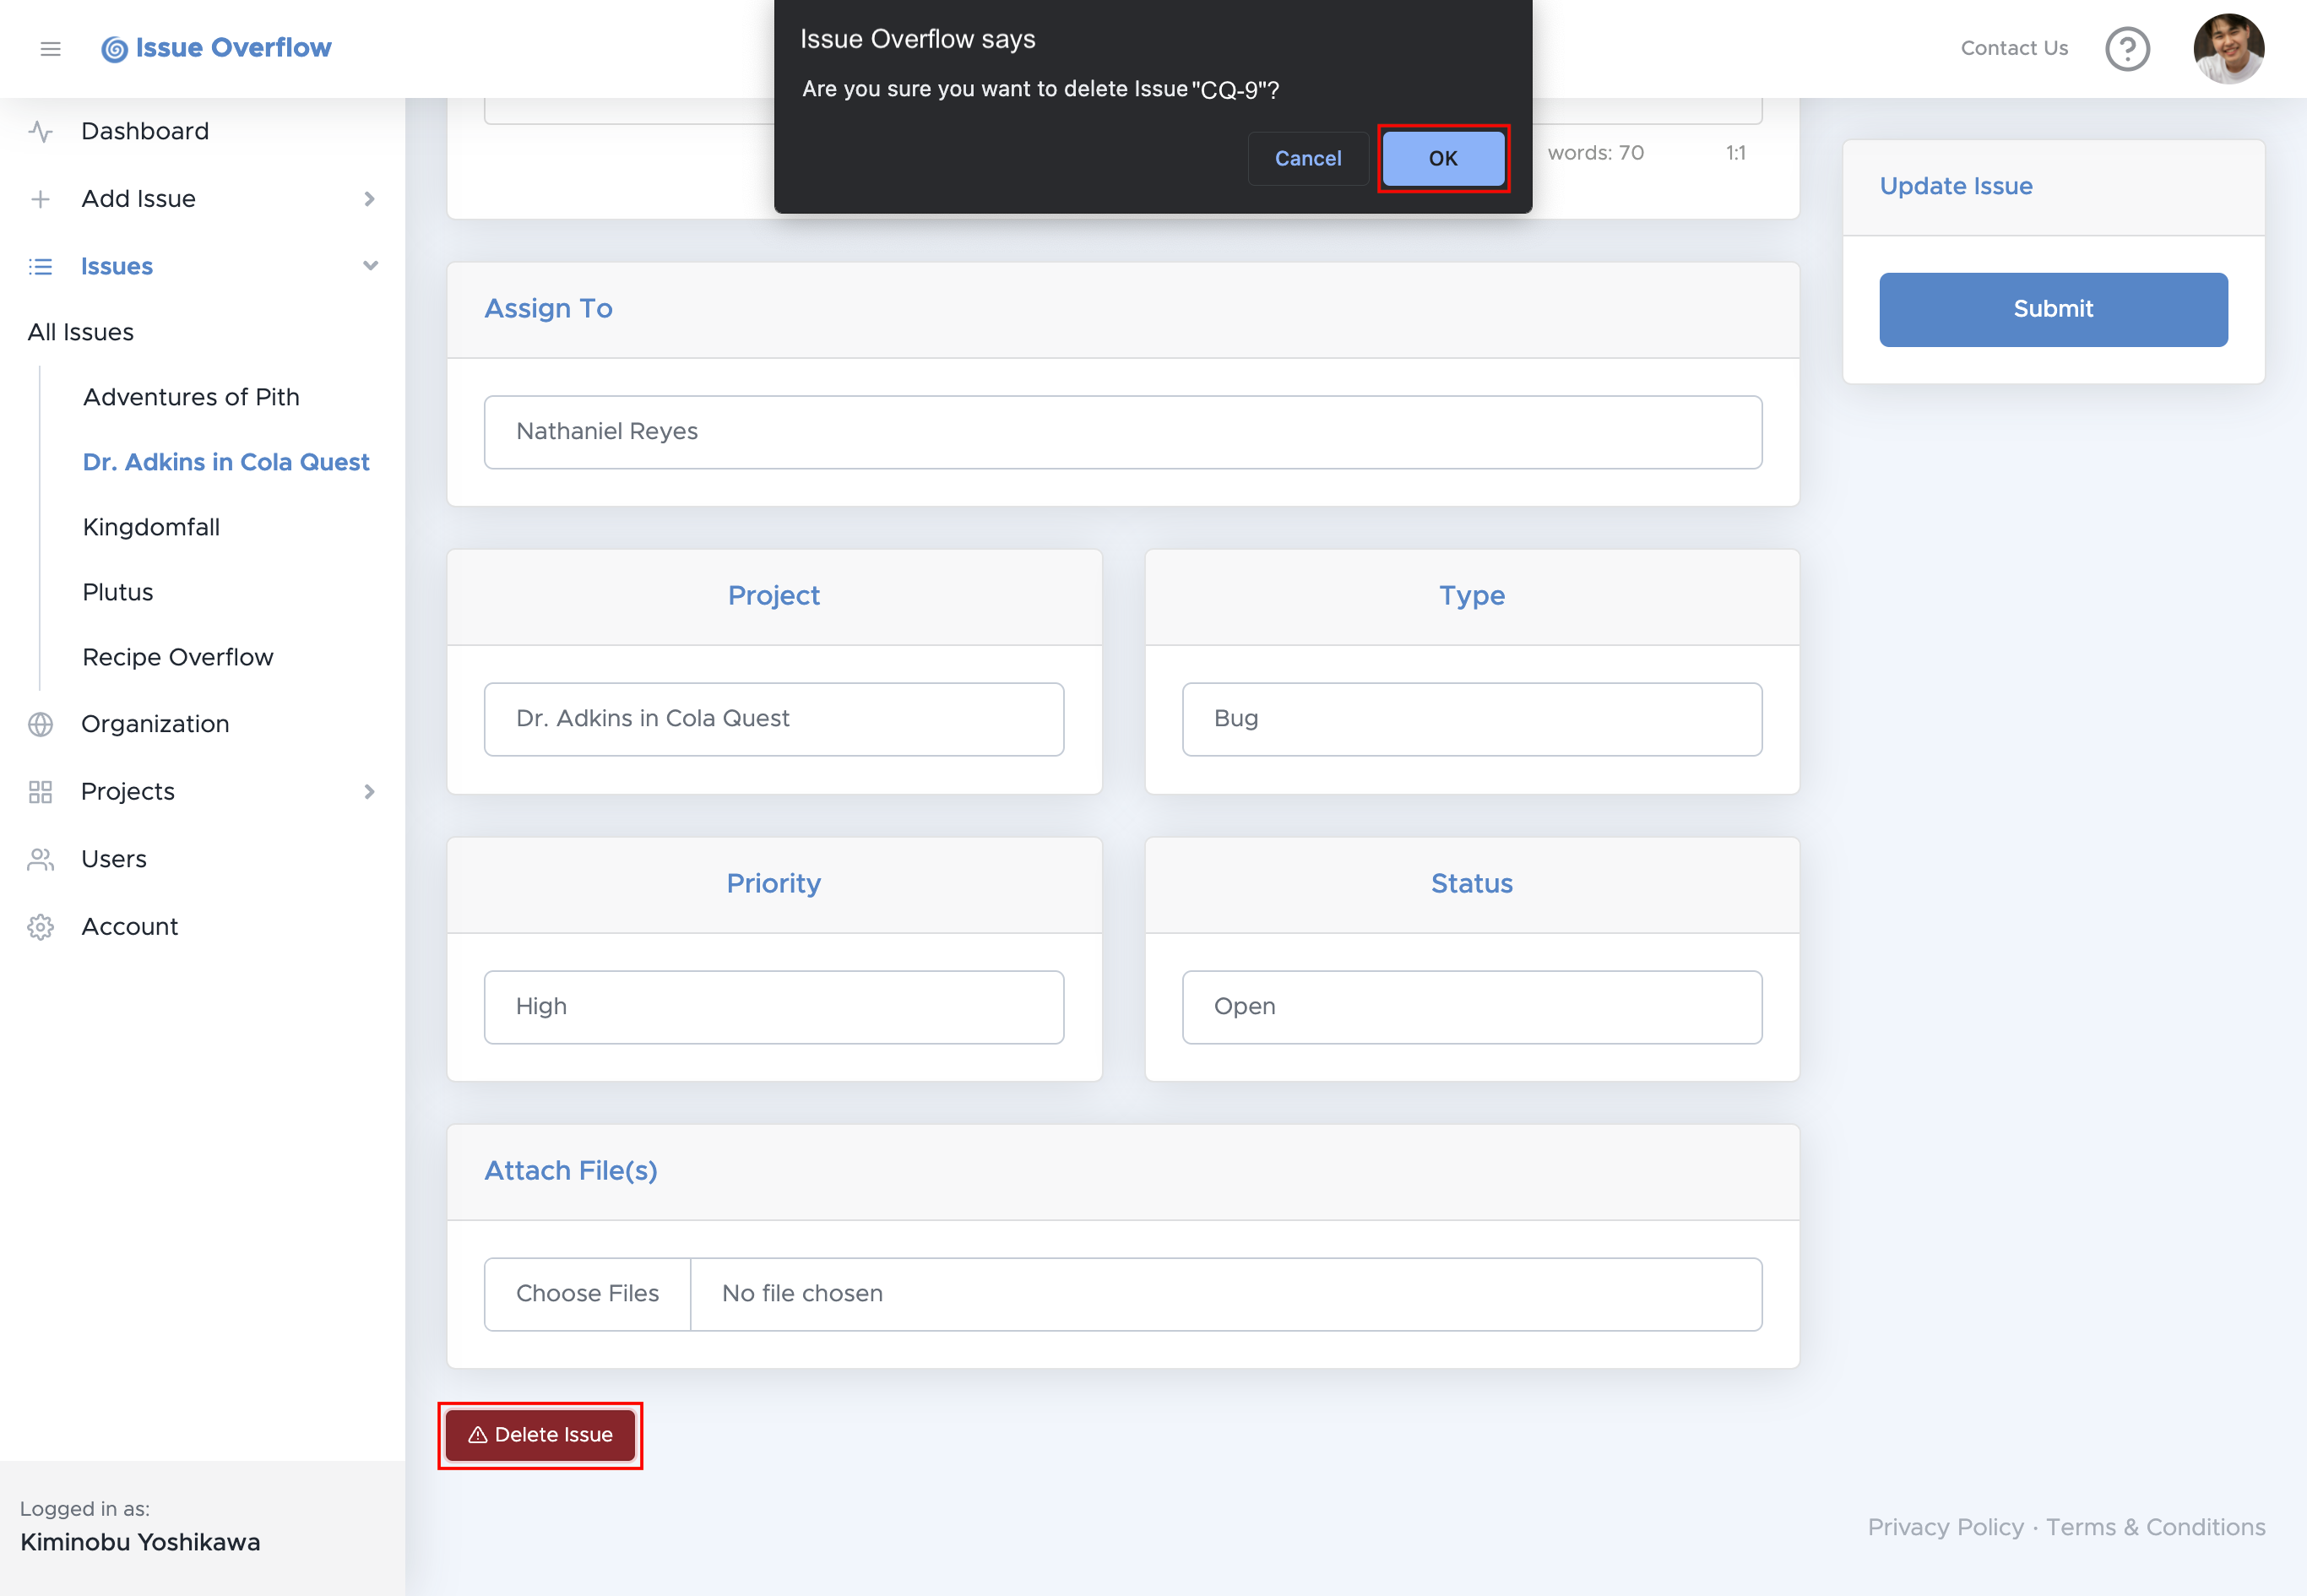 Issue Overflow
Issue Overflow says
Are you sure you want to delete Issue "CQ-9"?
Cancel
OK
Contact Us
Dashboard
Add Issue
Issues
All Issues
Adventures of Pith
Dr. Adkins in Cola Quest
Kingdomfall
Plutus
Recipe Overflow
Organization
Projects
Users
Account
Logged in as:
Kiminobu Yoshikawa
words: 70
1:1
Assign To
Nathaniel Reyes
Project
Dr. Adkins in Cola Quest
Type
Bug
Priority
High
Status
Open
Attach File(s)
Choose Files
No file chosen
Delete Issue
Update Issue
Submit
Privacy Policy · Terms & Conditions